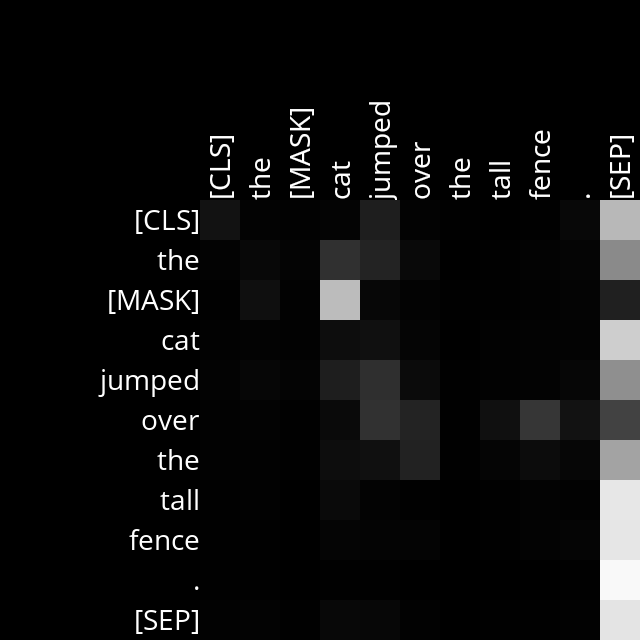 [CLS] the [MASK] cat jumped over the tall fence . [SEP]
[CLS]
the
[MASK]
cat
jumped
over
the
tall
fence
.
[SEP]